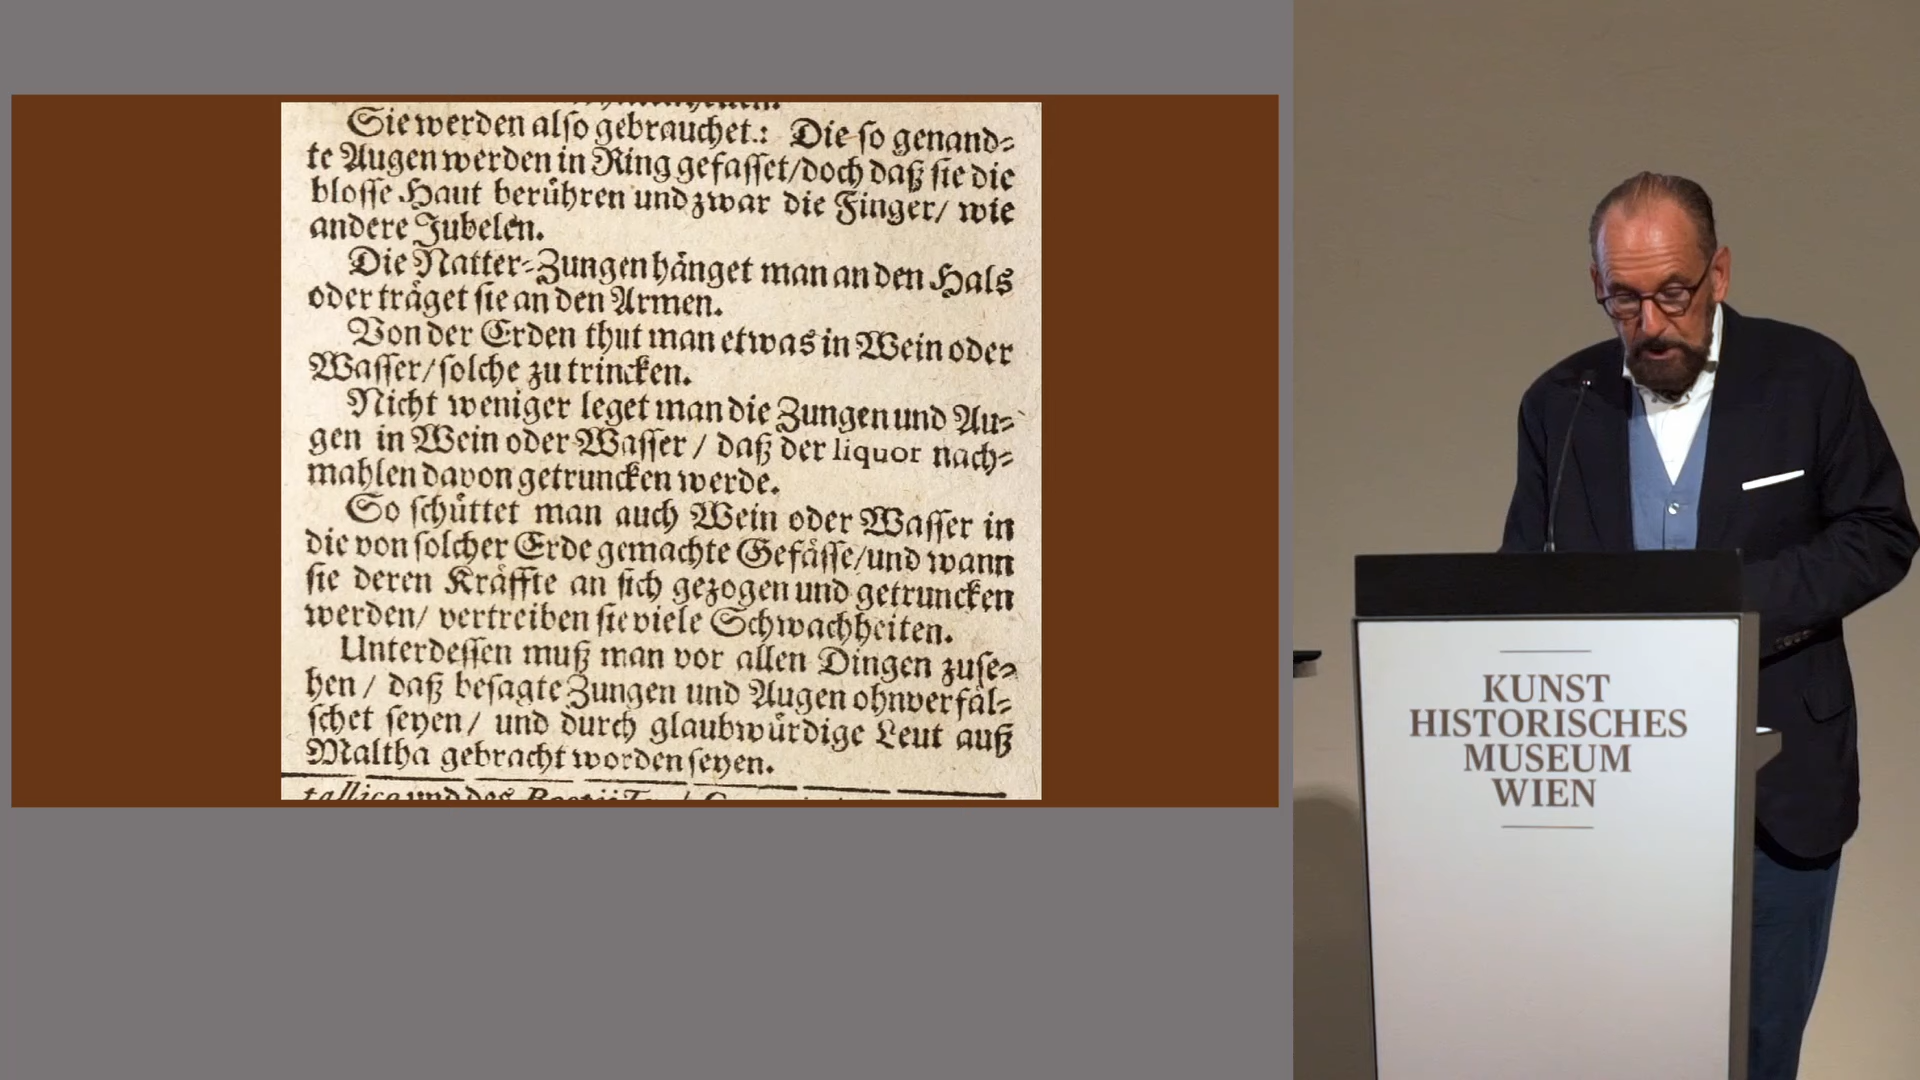 Sie werden also gebrauchet.: Die so genand-
te Augen werden in Ring gefasset/doch daß sie die
blosse Haut berühren und zwar die Finger/ wie
andere Jubelen.
Die Natter-Zungen hänget man an den Hals
oder träget sie an den Armen.
Von der Erden thut man etwas in Wein oder
Wasser/solche zu trincken.
Nicht weniger leget man die Zungen und Au-
gen in Wein oder Wasser / daß der liquor nach-
mahlen davon getruncken werde.
So schüttet man auch Wein oder Wasser in
die von solcher Erde gemachte Gefässe/und wann
sie deren Kräffte an sich gezogen und getruncken
werden/ vertreiben sie viele Schwachheiten.
Unterdessen muß man vor allen Dingen zuse-
hen / daß besagte Zungen und Augen ohnverfäl-
schet seyen/ und durch glaubwürdige Leut auß
Maltha gebracht worden seyen.
KUNST
HISTORISCHES
MUSEUM
WIEN